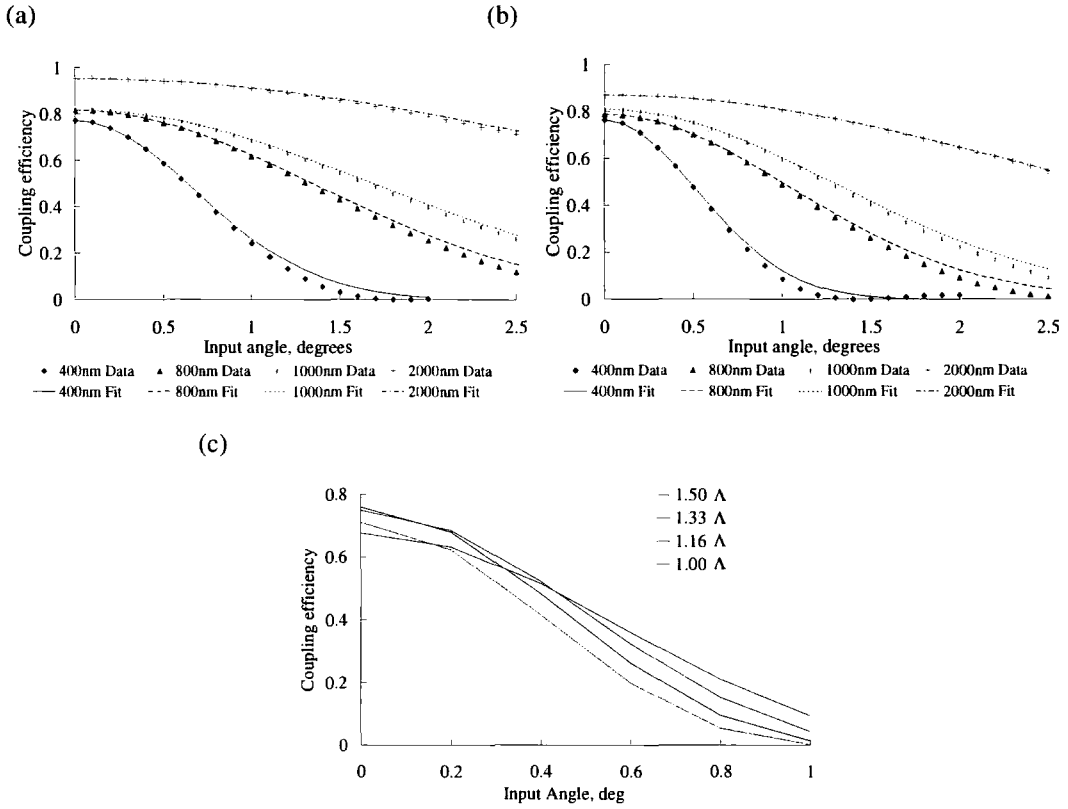 (a)
(b)
1
0.8
0.6
0.4
0.2
0
Coupling efficiency
0 0.5 1 1.5 2 2.5
Input angle, degrees
400nm Data 800nm Data 1000nm Data 2000nm Data
400nm Fit 800nm Fit 1000nm Fit 2000nm Fit
1
0.8
0.6
0.4
0.2
0
Coupling efficiency
0 0.5 1 1.5 2 2.5
Input angle, degrees
400nm Data 800nm Data 1000nm Data 2000nm Data
400nm Fit 800nm Fit 1000nm Fit 2000nm Fit
(c)
0.8
0.6
0.4
0.2
0
Coupling efficiency
1.50 Λ
1.33 Λ
1.16 Λ
1.00 Λ
0 0.2 0.4 0.6 0.8 1
Input Angle, deg